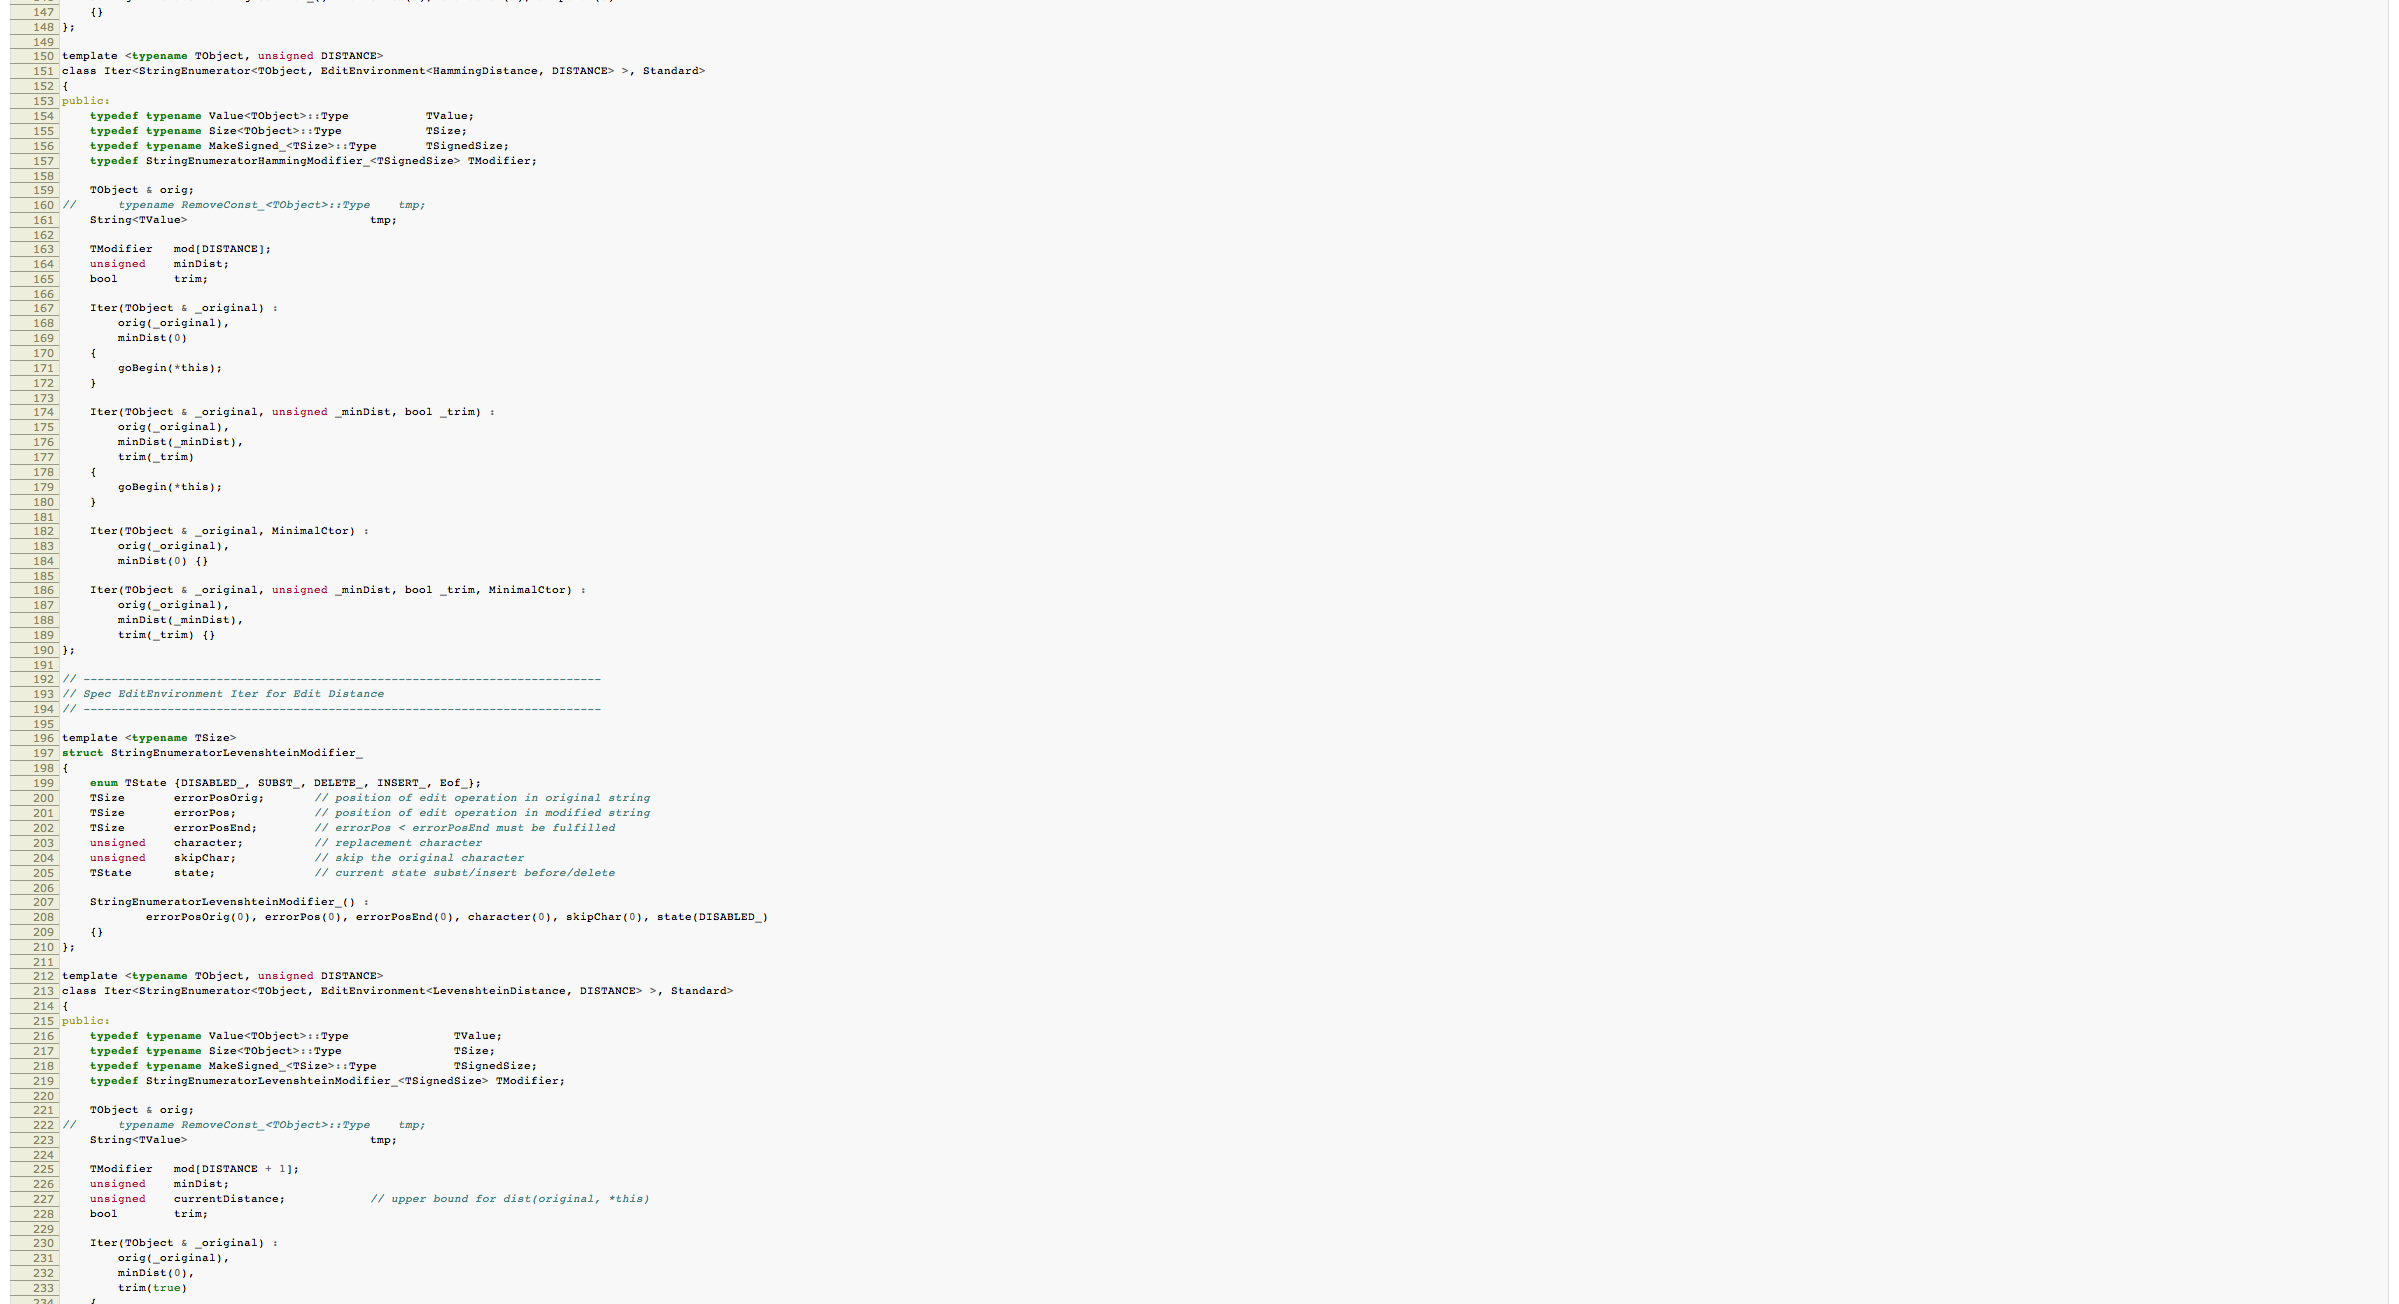 147     {}
148 };
149
150 template <typename TObject, unsigned DISTANCE>
151 class Iter<StringEnumerator<TObject, EditEnvironment<HammingDistance, DISTANCE> >, Standard>
152 {
153 public:
154     typedef typename Value<TObject>::Type           TValue;
155     typedef typename Size<TObject>::Type            TSize;
156     typedef typename MakeSigned_<TSize>::Type       TSignedSize;
157     typedef StringEnumeratorHammingModifier_<TSignedSize> TModifier;
158
159     TObject & orig;
160 //      typename RemoveConst_<TObject>::Type    tmp;
161     String<TValue>                          tmp;
162
163     TModifier   mod[DISTANCE];
164     unsigned    minDist;
165     bool        trim;
166
167     Iter(TObject & _original) :
168         orig(_original),
169         minDist(0)
170     {
171         goBegin(*this);
172     }
173
174     Iter(TObject & _original, unsigned _minDist, bool _trim) :
175         orig(_original),
176         minDist(_minDist),
177         trim(_trim)
178     {
179         goBegin(*this);
180     }
181
182     Iter(TObject & _original, MinimalCtor) :
183         orig(_original),
184         minDist(0) {}
185
186     Iter(TObject & _original, unsigned _minDist, bool _trim, MinimalCtor) :
187         orig(_original),
188         minDist(_minDist),
189         trim(_trim) {}
190 };
191
192 // --------------------------------------------------------------------------
193 // Spec EditEnvironment Iter for Edit Distance
194 // --------------------------------------------------------------------------
195
196 template <typename TSize>
197 struct StringEnumeratorLevenshteinModifier_
198 {
199     enum TState {DISABLED_, SUBST_, DELETE_, INSERT_, Eof_};
200     TSize       errorPosOrig;       // position of edit operation in original string
201     TSize       errorPos;           // position of edit operation in modified string
202     TSize       errorPosEnd;        // errorPos < errorPosEnd must be fulfilled
203     unsigned    character;          // replacement character
204     unsigned    skipChar;           // skip the original character
205     TState      state;              // current state subst/insert before/delete
206
207     StringEnumeratorLevenshteinModifier_() :
208             errorPosOrig(0), errorPos(0), errorPosEnd(0), character(0), skipChar(0), state(DISABLED_)
209     {}
210 };
211
212 template <typename TObject, unsigned DISTANCE>
213 class Iter<StringEnumerator<TObject, EditEnvironment<LevenshteinDistance, DISTANCE> >, Standard>
214 {
215 public:
216     typedef typename Value<TObject>::Type               TValue;
217     typedef typename Size<TObject>::Type                TSize;
218     typedef typename MakeSigned_<TSize>::Type           TSignedSize;
219     typedef StringEnumeratorLevenshteinModifier_<TSignedSize> TModifier;
220
221     TObject & orig;
222 //      typename RemoveConst_<TObject>::Type    tmp;
223     String<TValue>                          tmp;
224
225     TModifier   mod[DISTANCE + 1];
226     unsigned    minDist;
227     unsigned    currentDistance;            // upper bound for dist(original, *this)
228     bool        trim;
229
230     Iter(TObject & _original) :
231         orig(_original),
232         minDist(0),
233         trim(true)
234     {